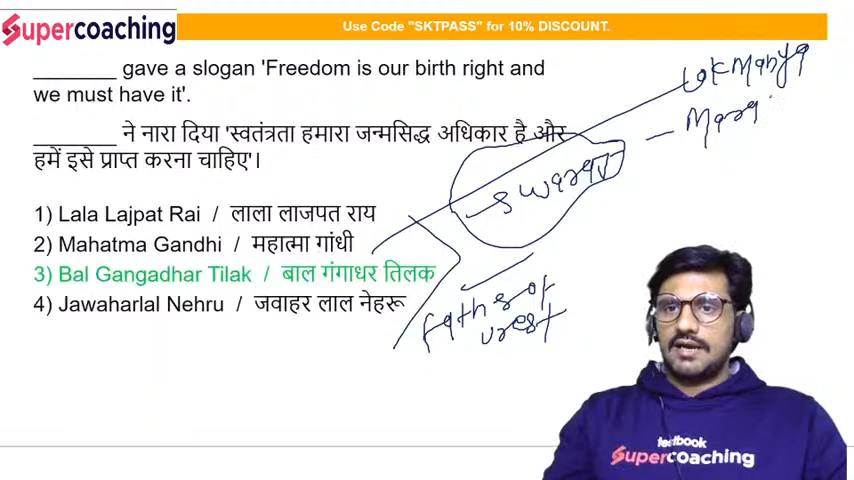 Use Code "SKTPASS" for 10% DISCOUNT.
Supercoaching
_______ gave a slogan 'Freedom is our birth right and
we must have it'.
_______ ने नारा दिया 'स्वतंत्रता हमारा जन्मसिद्ध अधिकार है और
हमें इसे प्राप्त करना चाहिए'।
1) Lala Lajpat Rai / लाला लाजपत राय
2) Mahatma Gandhi / महात्मा गांधी
3) Bal Gangadhar Tilak / बाल गंगाधर तिलक
4) Jawaharlal Nehru / जवाहर लाल नेहरू
Lokmanya
Mara
Swaraj
Father of
Unrest
testbook
Supercoaching